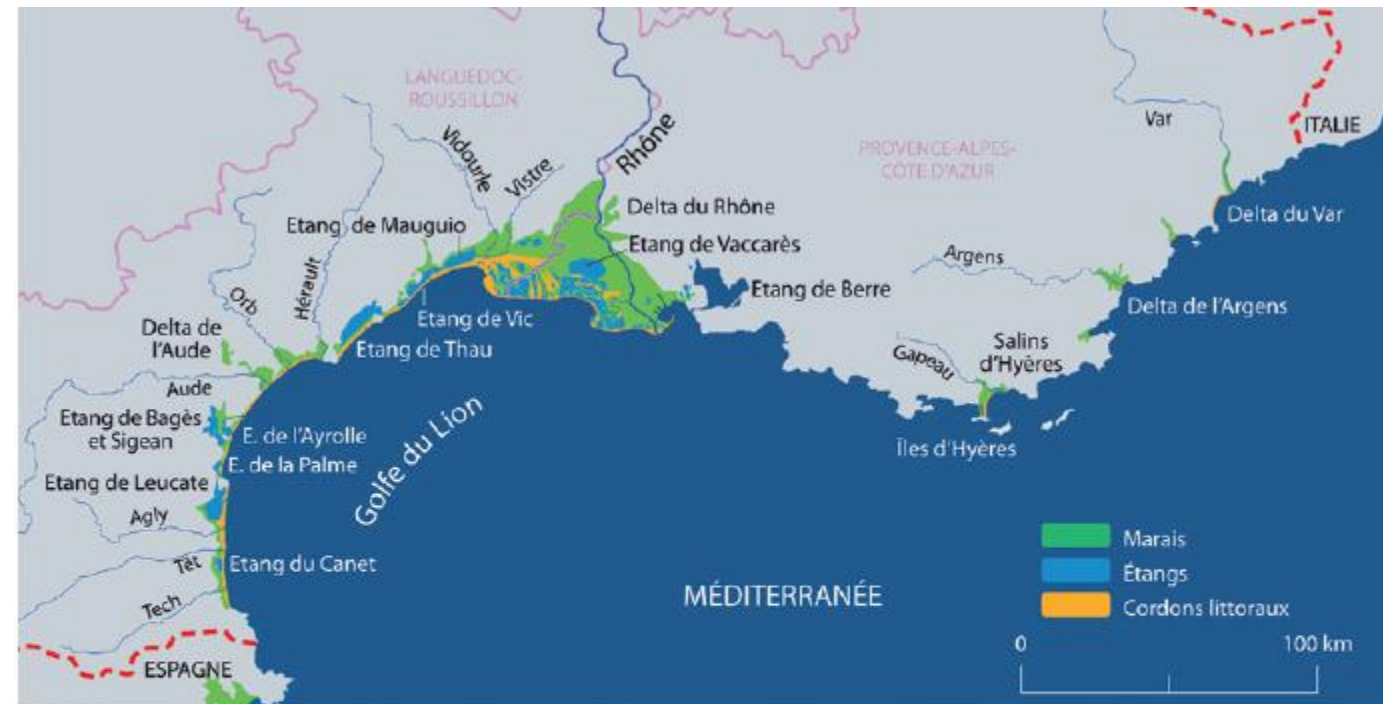 LANGUEDOC-
ROUSSILLON
Vidourle
Vistre
Rhône
PROVENCE-ALPES-
CÔTE D'AZUR
Var
ITALIE
Delta du Var
Delta du Rhône
Etang de Mauguio
Etang de Vaccarès
Argens
Etang de Berre
Delta de l'Argens
Orb
Hérault
Etang de Vic
Etang de Thau
Delta de
l'Aude
Salins
d'Hyères
Gapeau
Aude
Etang de Bagès
et Sigean
E. de l'Ayrolle
E. de la Palme
Golfe du Lion
Îles d'Hyères
Etang de Leucate
Agly
Têt
Etang du Canet
Tech
MÉDITERRANÉE
Marais
Étangs
Cordons littoraux
0
100 km
ESPAGNE